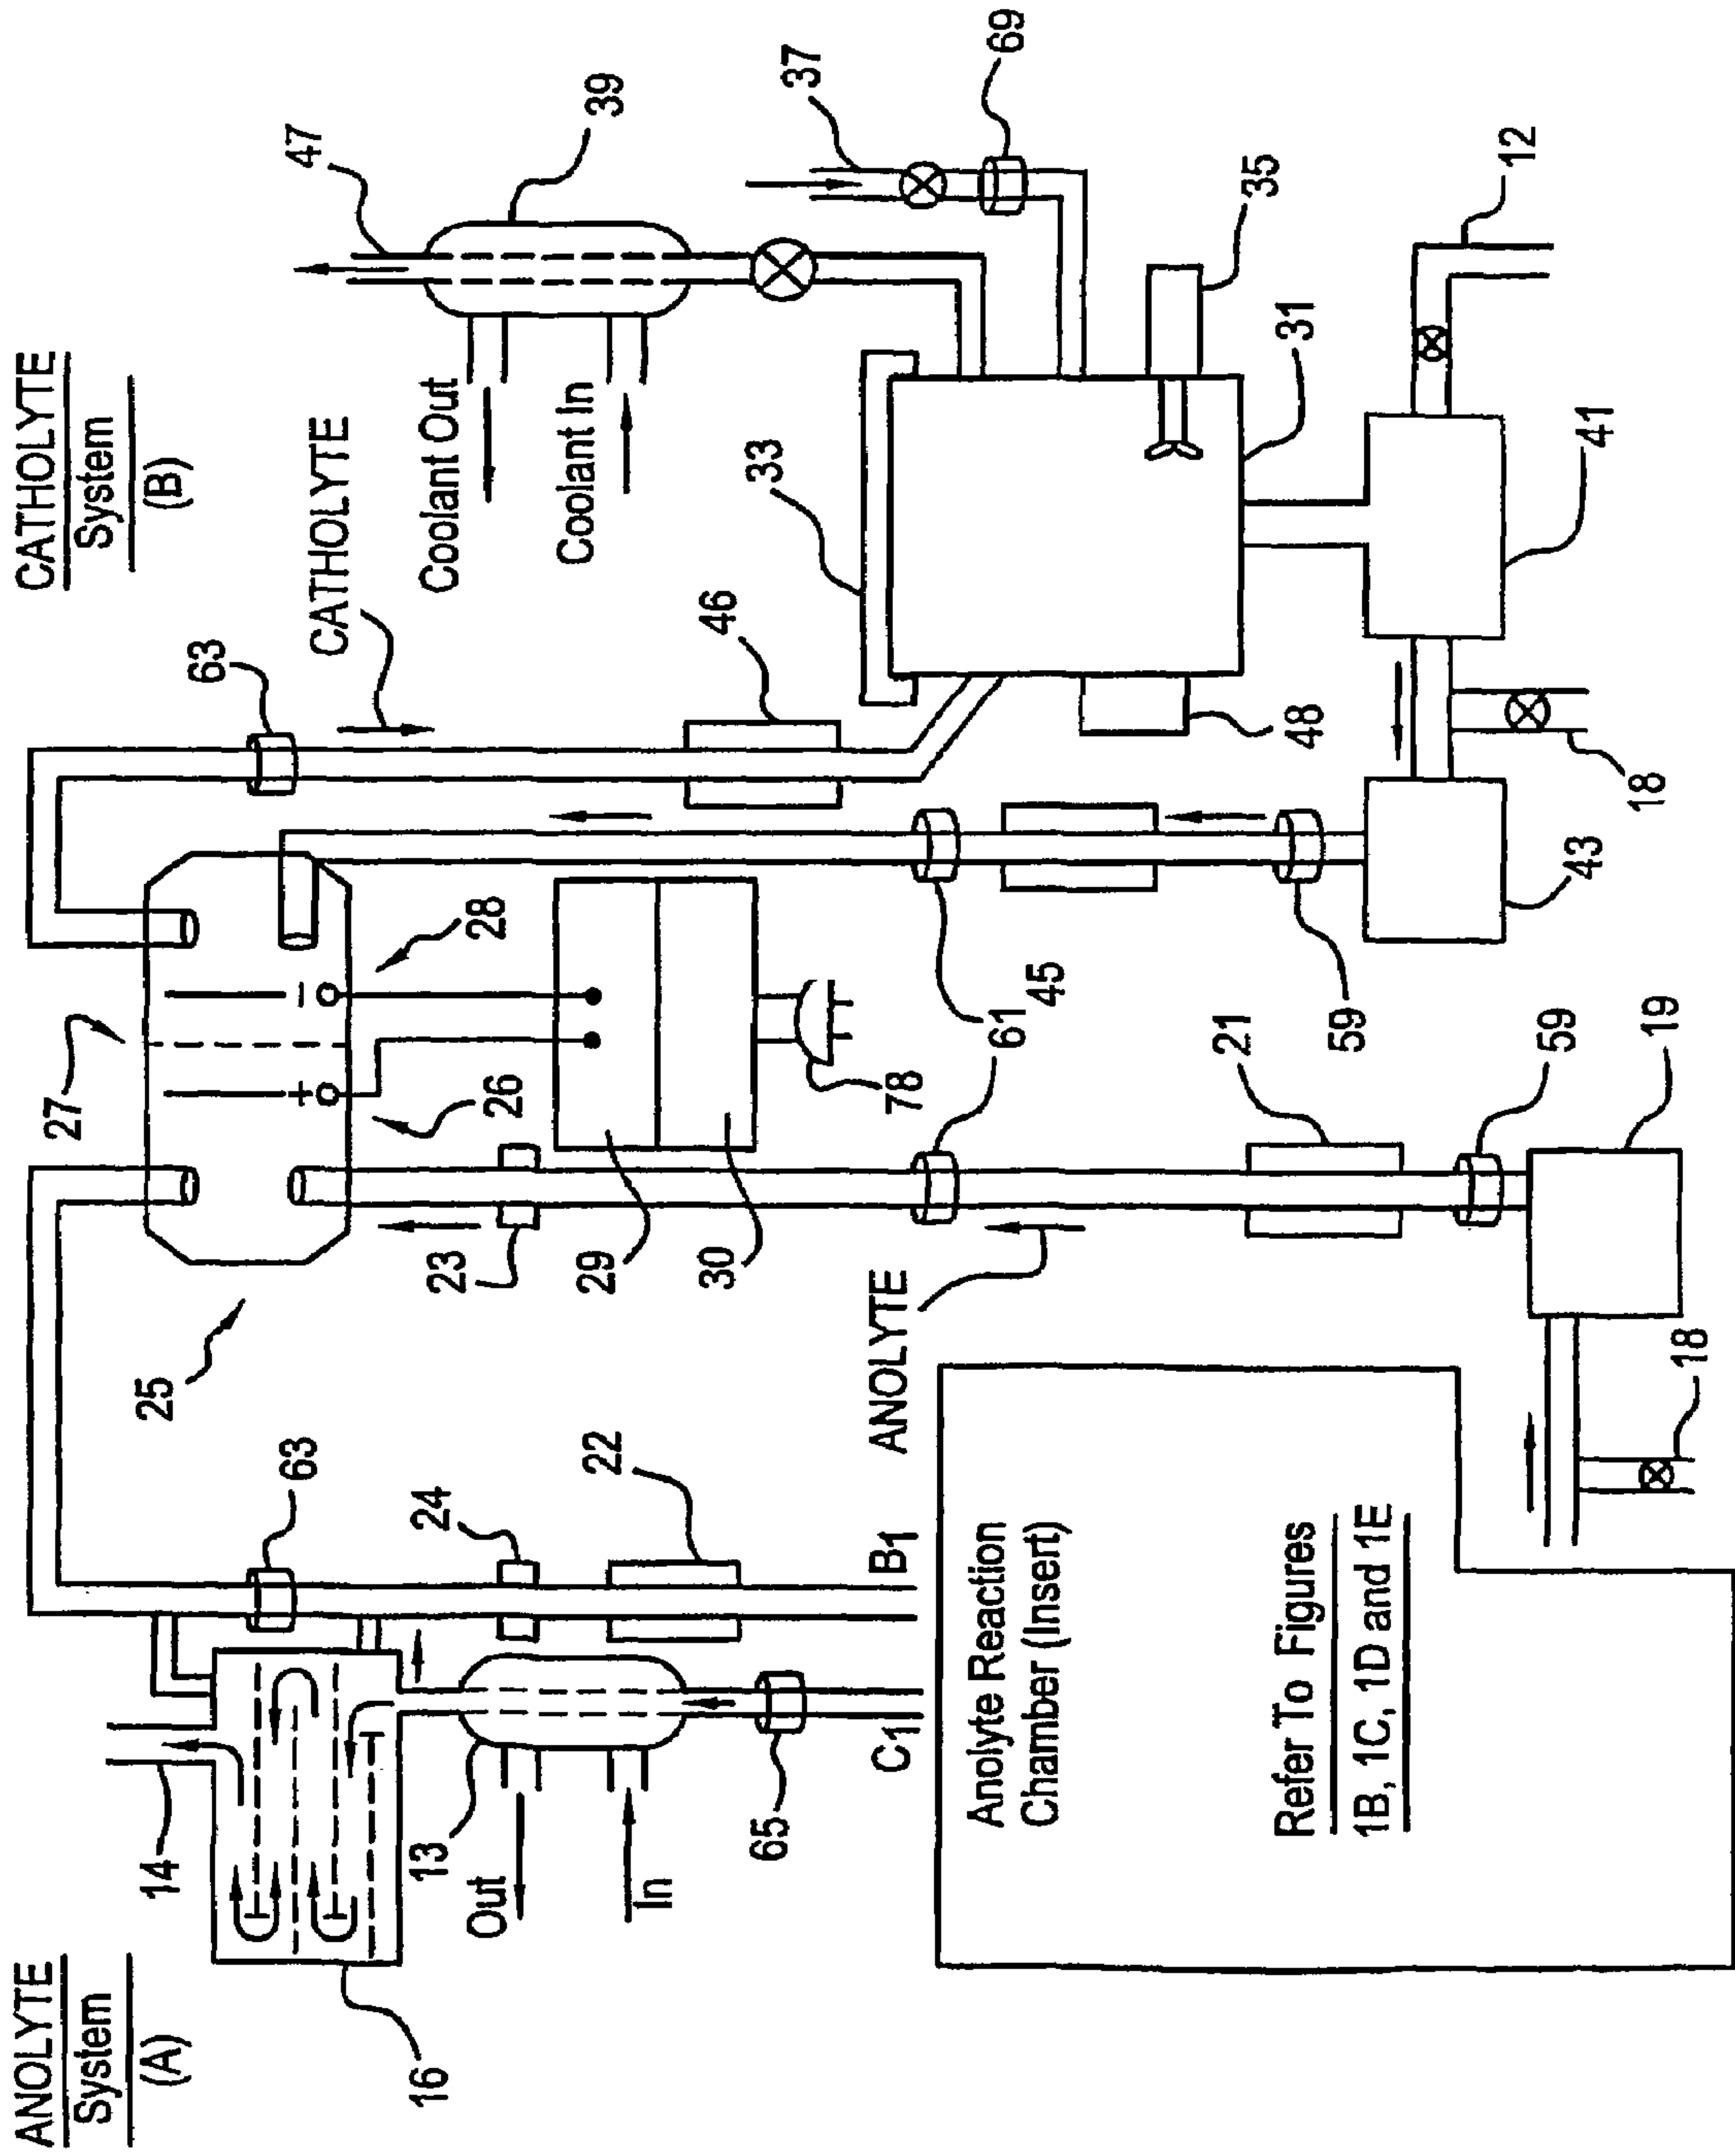 ANOLYTE
System
(A)
CATHOLYTE
System
(B)
14
16
13
Out
In
65
C1
B1
63
24
22
25
27
26
28
23
29
30
78
ANOLYTE
61
45
21
59
59
19
18
63
CATHOLYTE
46
Coolant Out
Coolant In
47
39
37
69
33
35
31
48
41
12
18
43
Anolyte Reaction
Chamber (Insert)
Refer To Figures
1B, 1C, 1D and 1E